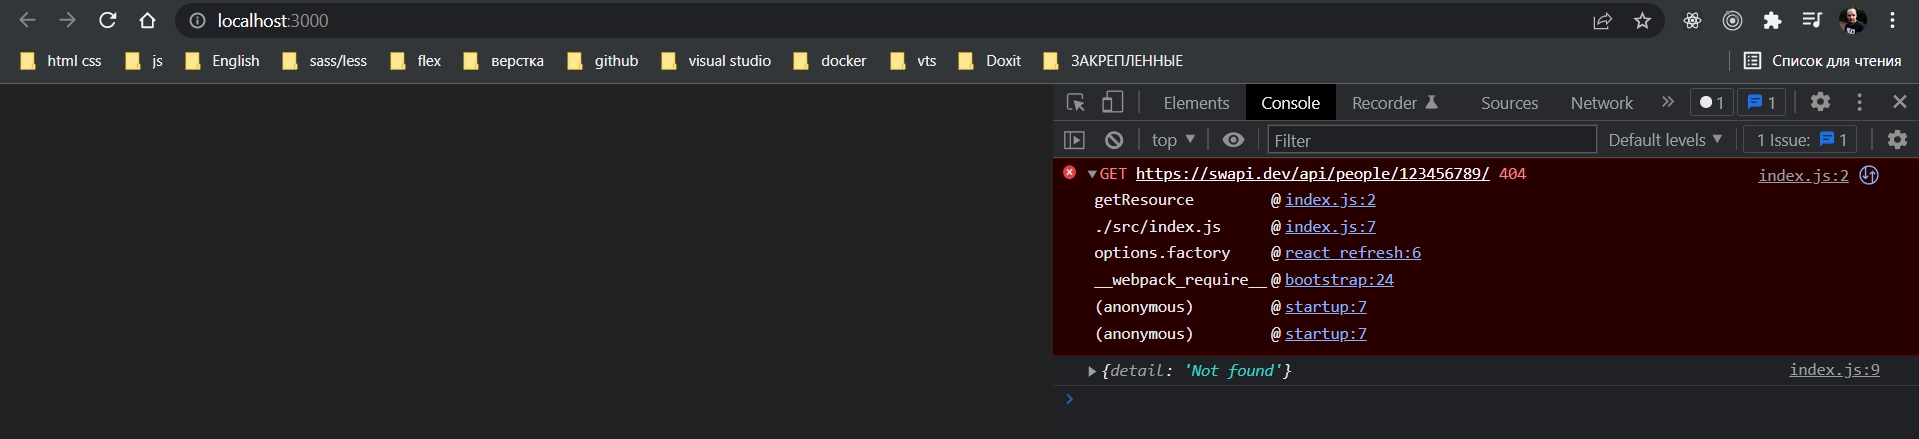 localhost:3000
html css js English sass/less flex верстка github visual studio docker vts Doxit ЗАКРЕПЛЕННЫЕ Список для чтения
Elements Console Recorder Sources Network » 1 1
top Filter Default levels 1 Issue: 1
GET https://swapi.dev/api/people/123456789/ 404 index.js:2
getResource @ index.js:2
./src/index.js @ index.js:7
options.factory @ react refresh:6
__webpack_require__ @ bootstrap:24
(anonymous) @ startup:7
(anonymous) @ startup:7
{detail: 'Not found'} index.js:9